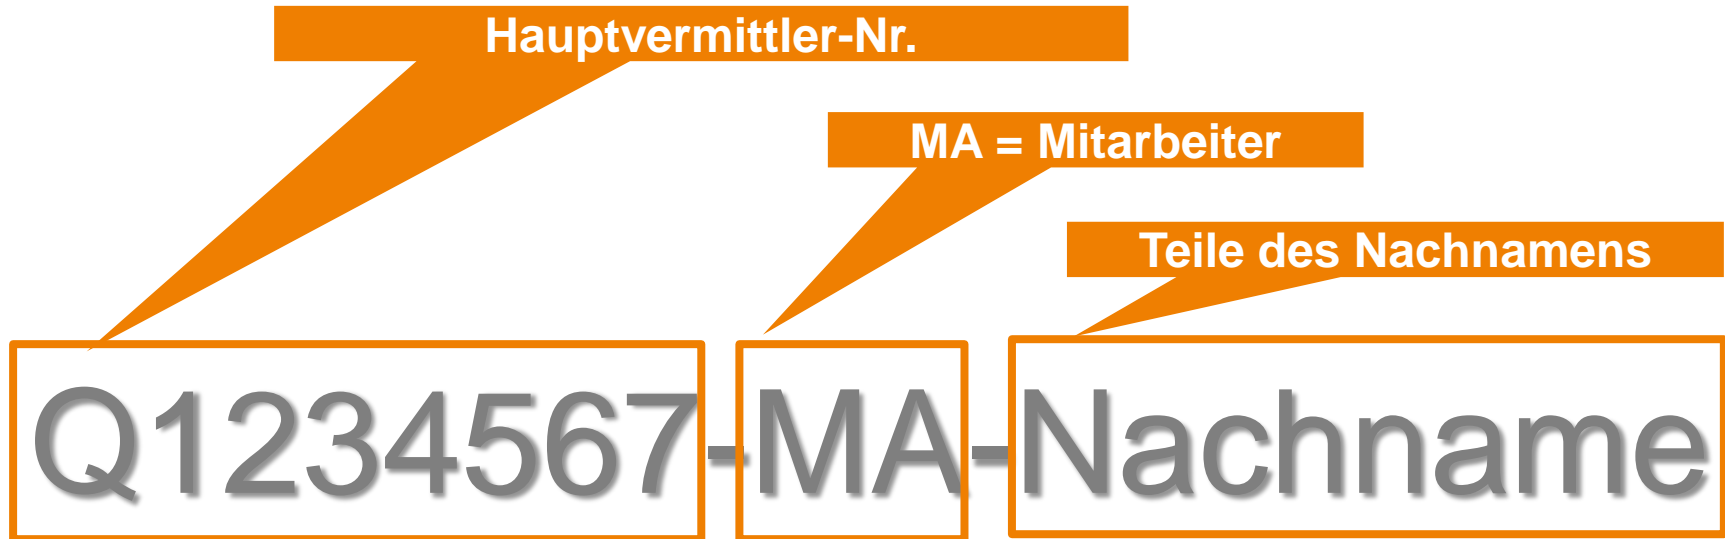 Hauptvermittler-Nr.
MA = Mitarbeiter
Teile des Nachnamens
Q1234567-MA-Nachname